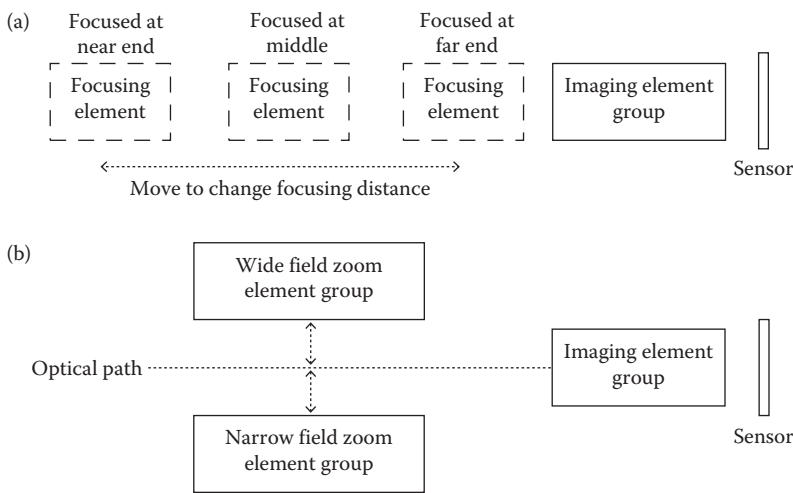 (a)
Focused at
near end
Focused at
middle
Focused at
far end
Focusing
element
Focusing
element
Focusing
element
Imaging element
group
Sensor
Move to change focusing distance
(b)
Wide field zoom
element group
Optical path
Imaging element
group
Narrow field zoom
element group
Sensor